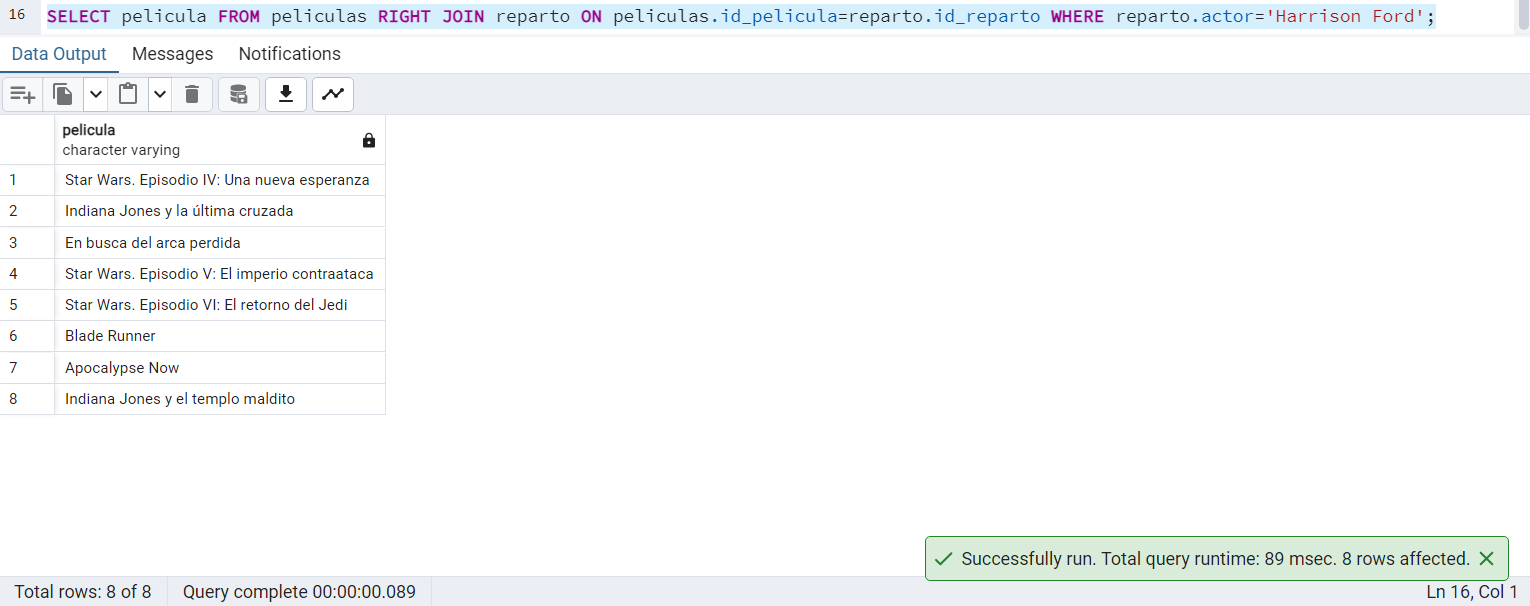 16 SELECT pelicula FROM peliculas RIGHT JOIN reparto ON peliculas.id_pelicula=reparto.id_reparto WHERE reparto.actor='Harrison Ford';
Data Output Messages Notifications
pelicula
character varying
1 Star Wars. Episodio IV: Una nueva esperanza
2 Indiana Jones y la última cruzada
3 En busca del arca perdida
4 Star Wars. Episodio V: El imperio contraataca
5 Star Wars. Episodio VI: El retorno del Jedi
6 Blade Runner
7 Apocalypse Now
8 Indiana Jones y el templo maldito
Successfully run. Total query runtime: 89 msec. 8 rows affected.
Total rows: 8 of 8 Query complete 00:00:00.089 Ln 16, Col 1